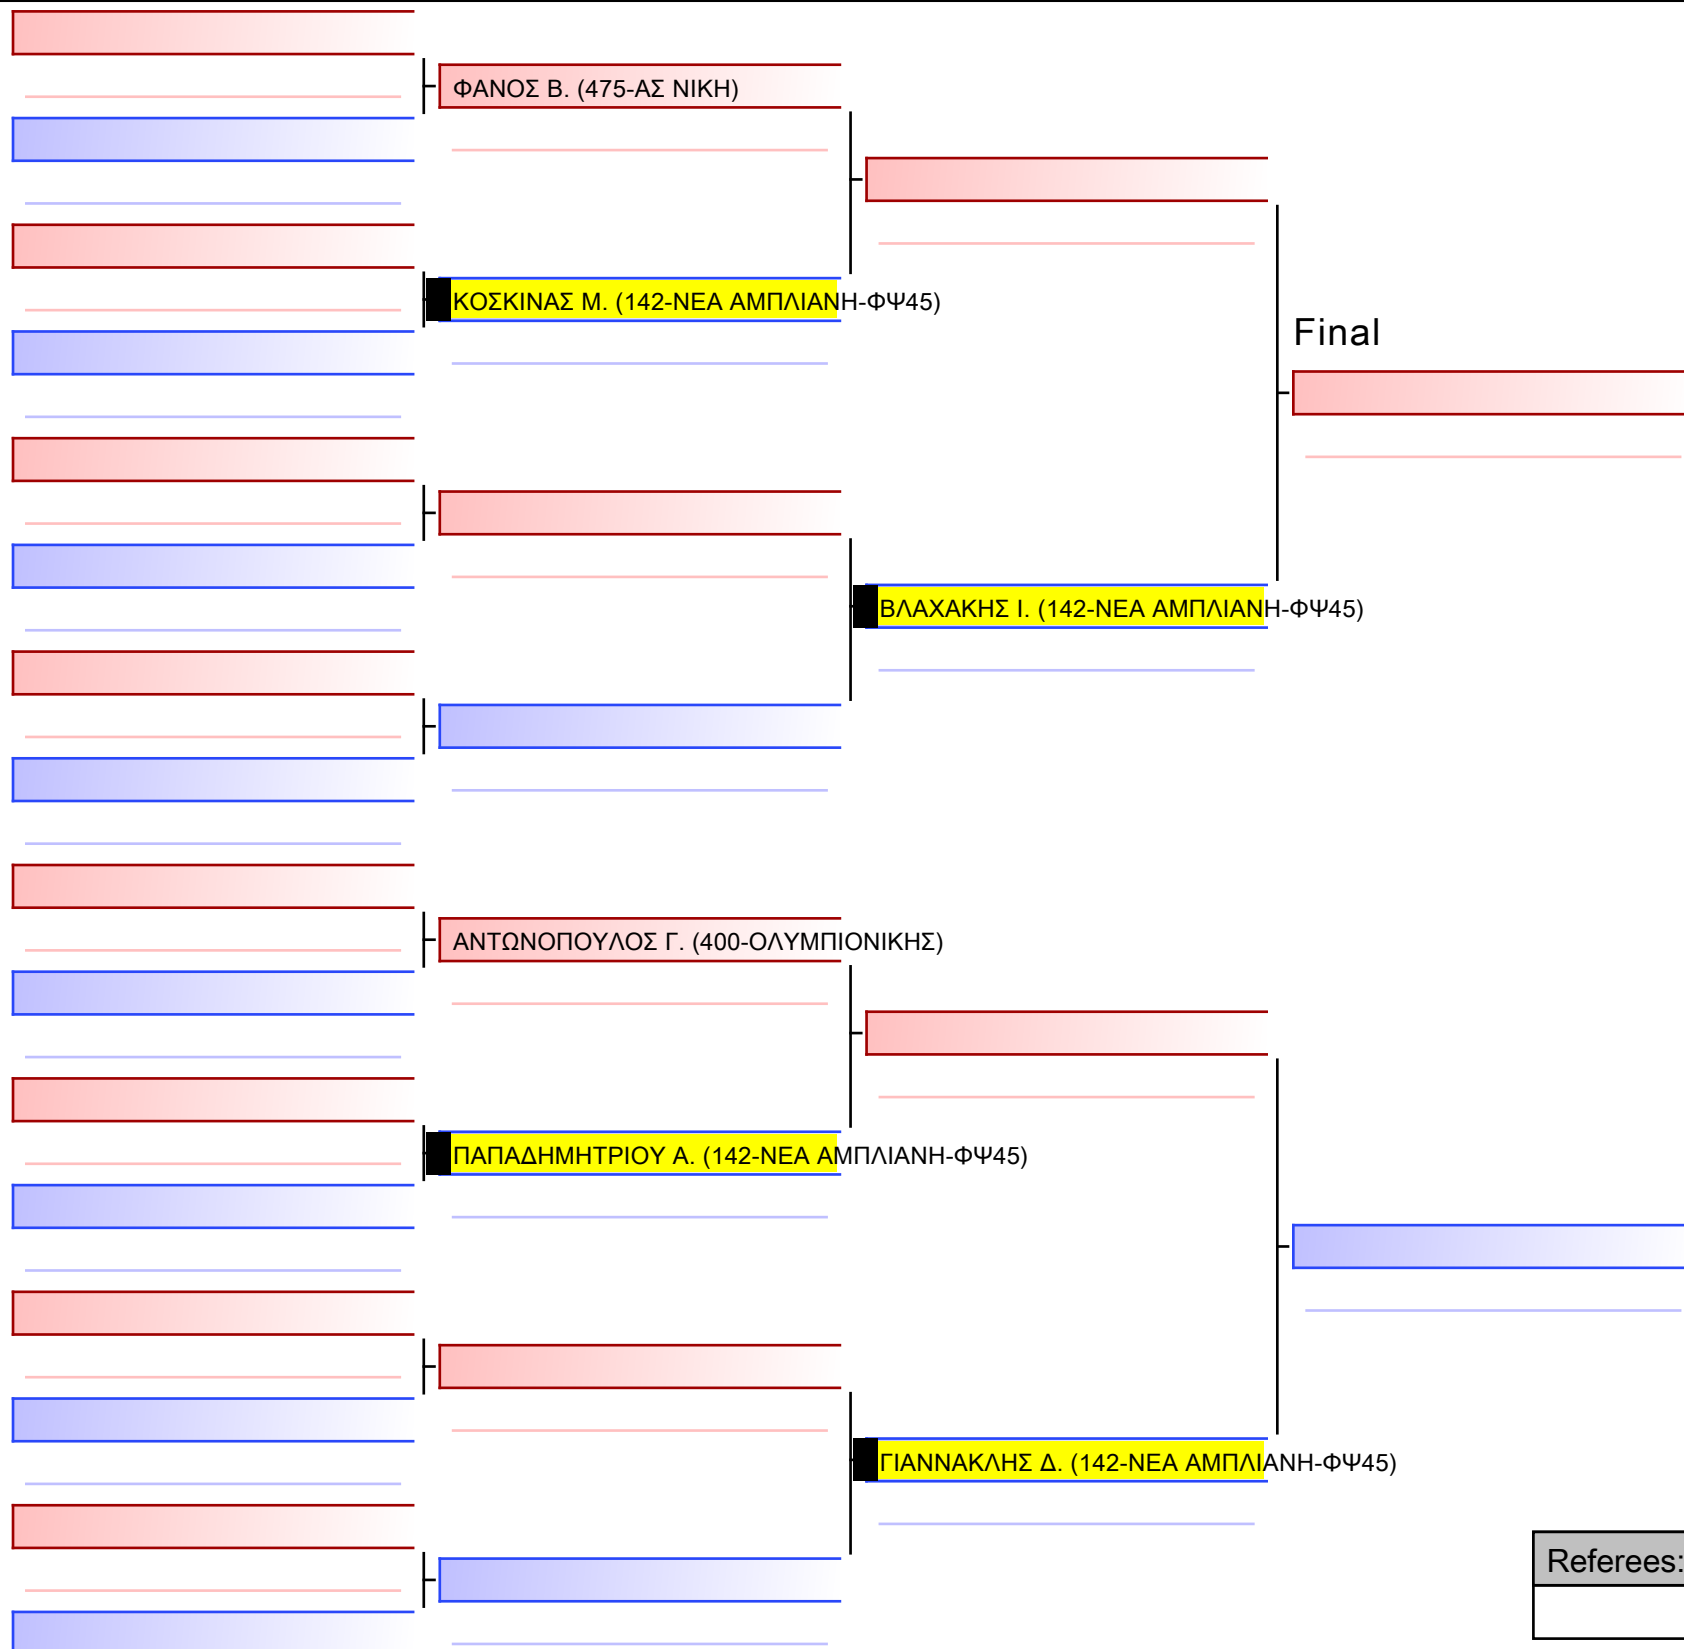 ΦΑΝΟΣ Β. (475-ΑΣ ΝΙΚΗ)
ΚΟΣΚΙΝΑΣ Μ. (142-ΝΕΑ ΑΜΠΛΙΑΝΗ-ΦΨ45)
Final
ΒΛΑΧΑΚΗΣ Ι. (142-ΝΕΑ ΑΜΠΛΙΑΝΗ-ΦΨ45)
ΑΝΤΩΝΟΠΟΥΛΟΣ Γ. (400-ΟΛΥΜΠΙΟΝΙΚΗΣ)
ΠΑΠΑΔΗΜΗΤΡΙΟΥ Α. (142-ΝΕΑ ΑΜΠΛΙΑΝΗ-ΦΨ45)
ΓΙΑΝΝΑΚΛΗΣ Δ. (142-ΝΕΑ ΑΜΠΛΙΑΝΗ-ΦΨ45)
Referees: